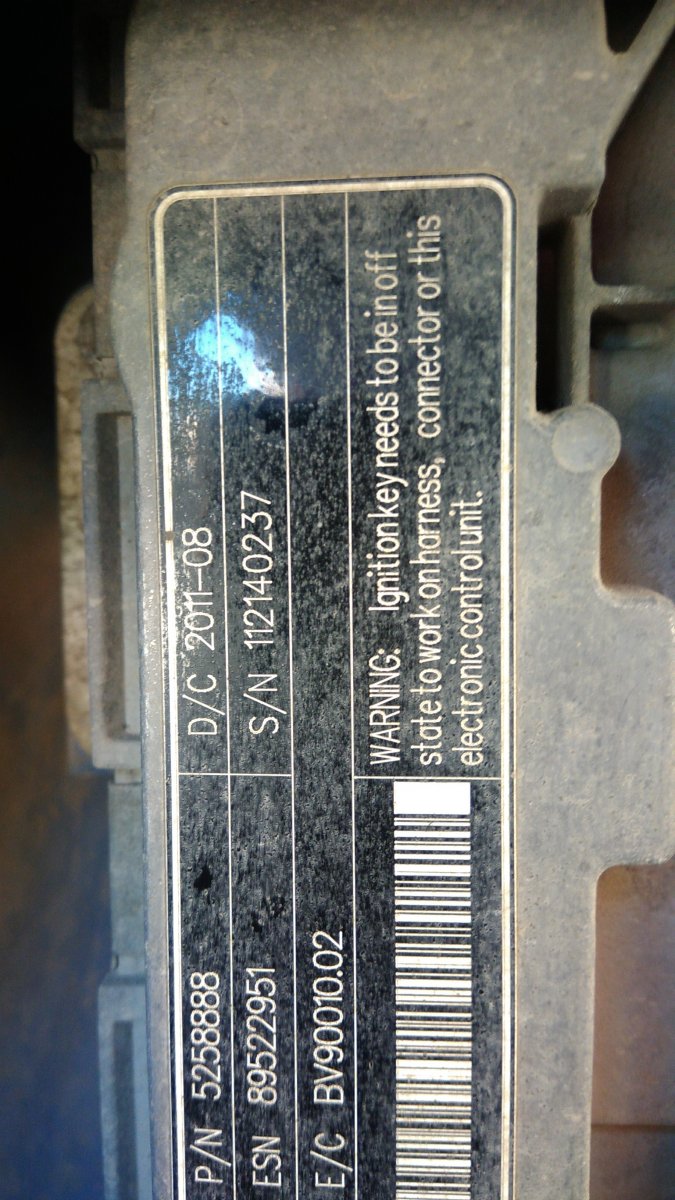 P/N 5258888 D/C 2011-08
ESN 89522951 S/N 112140237
E/C BV90010.02
WARNING: Ignition key needs to be in off
state to work on harness, connector or this
electronic control unit.